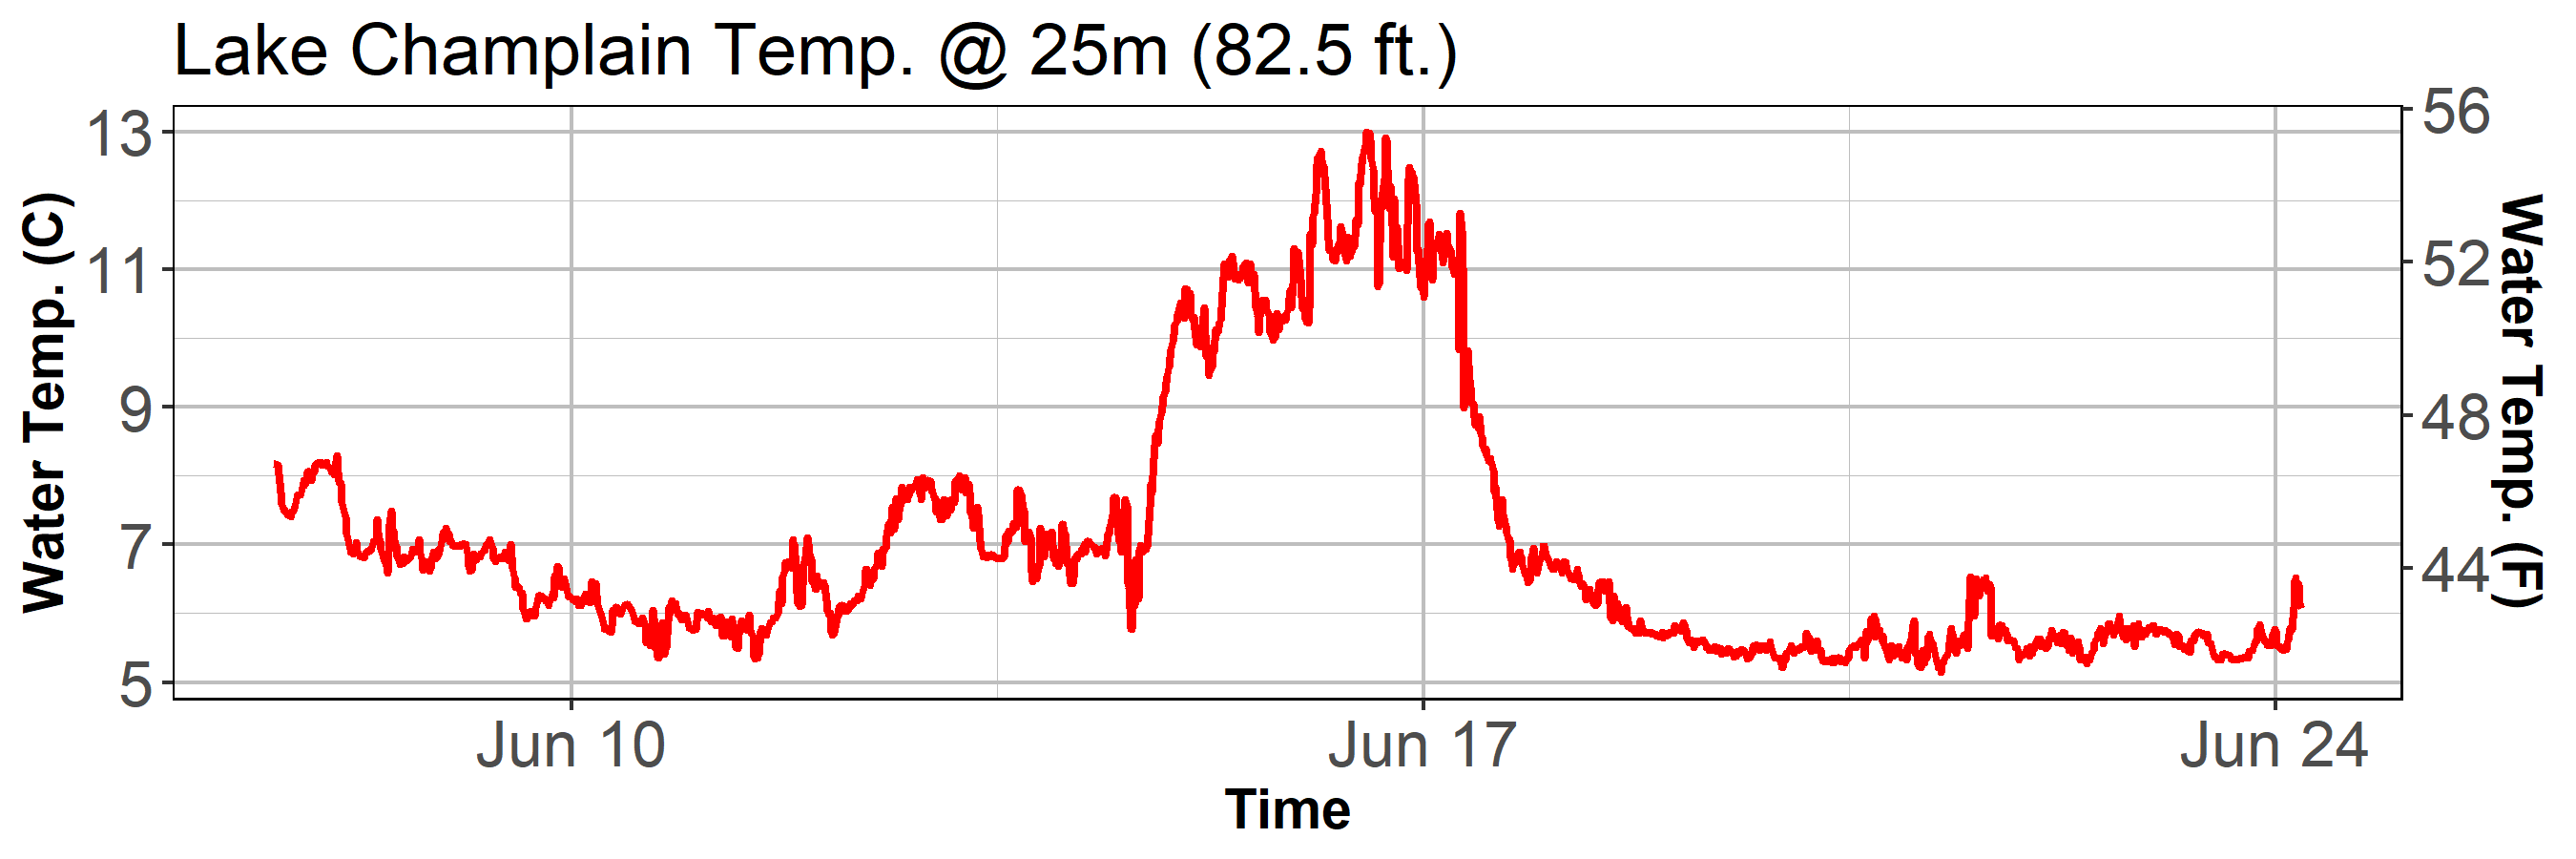 Lake Champlain Temp. @ 25m (82.5 ft.)
13
11
9
7
5
Water Temp. (C)
56
52
48
44
Water Temp. (F)
Jun 10 Jun 17 Jun 24
Time